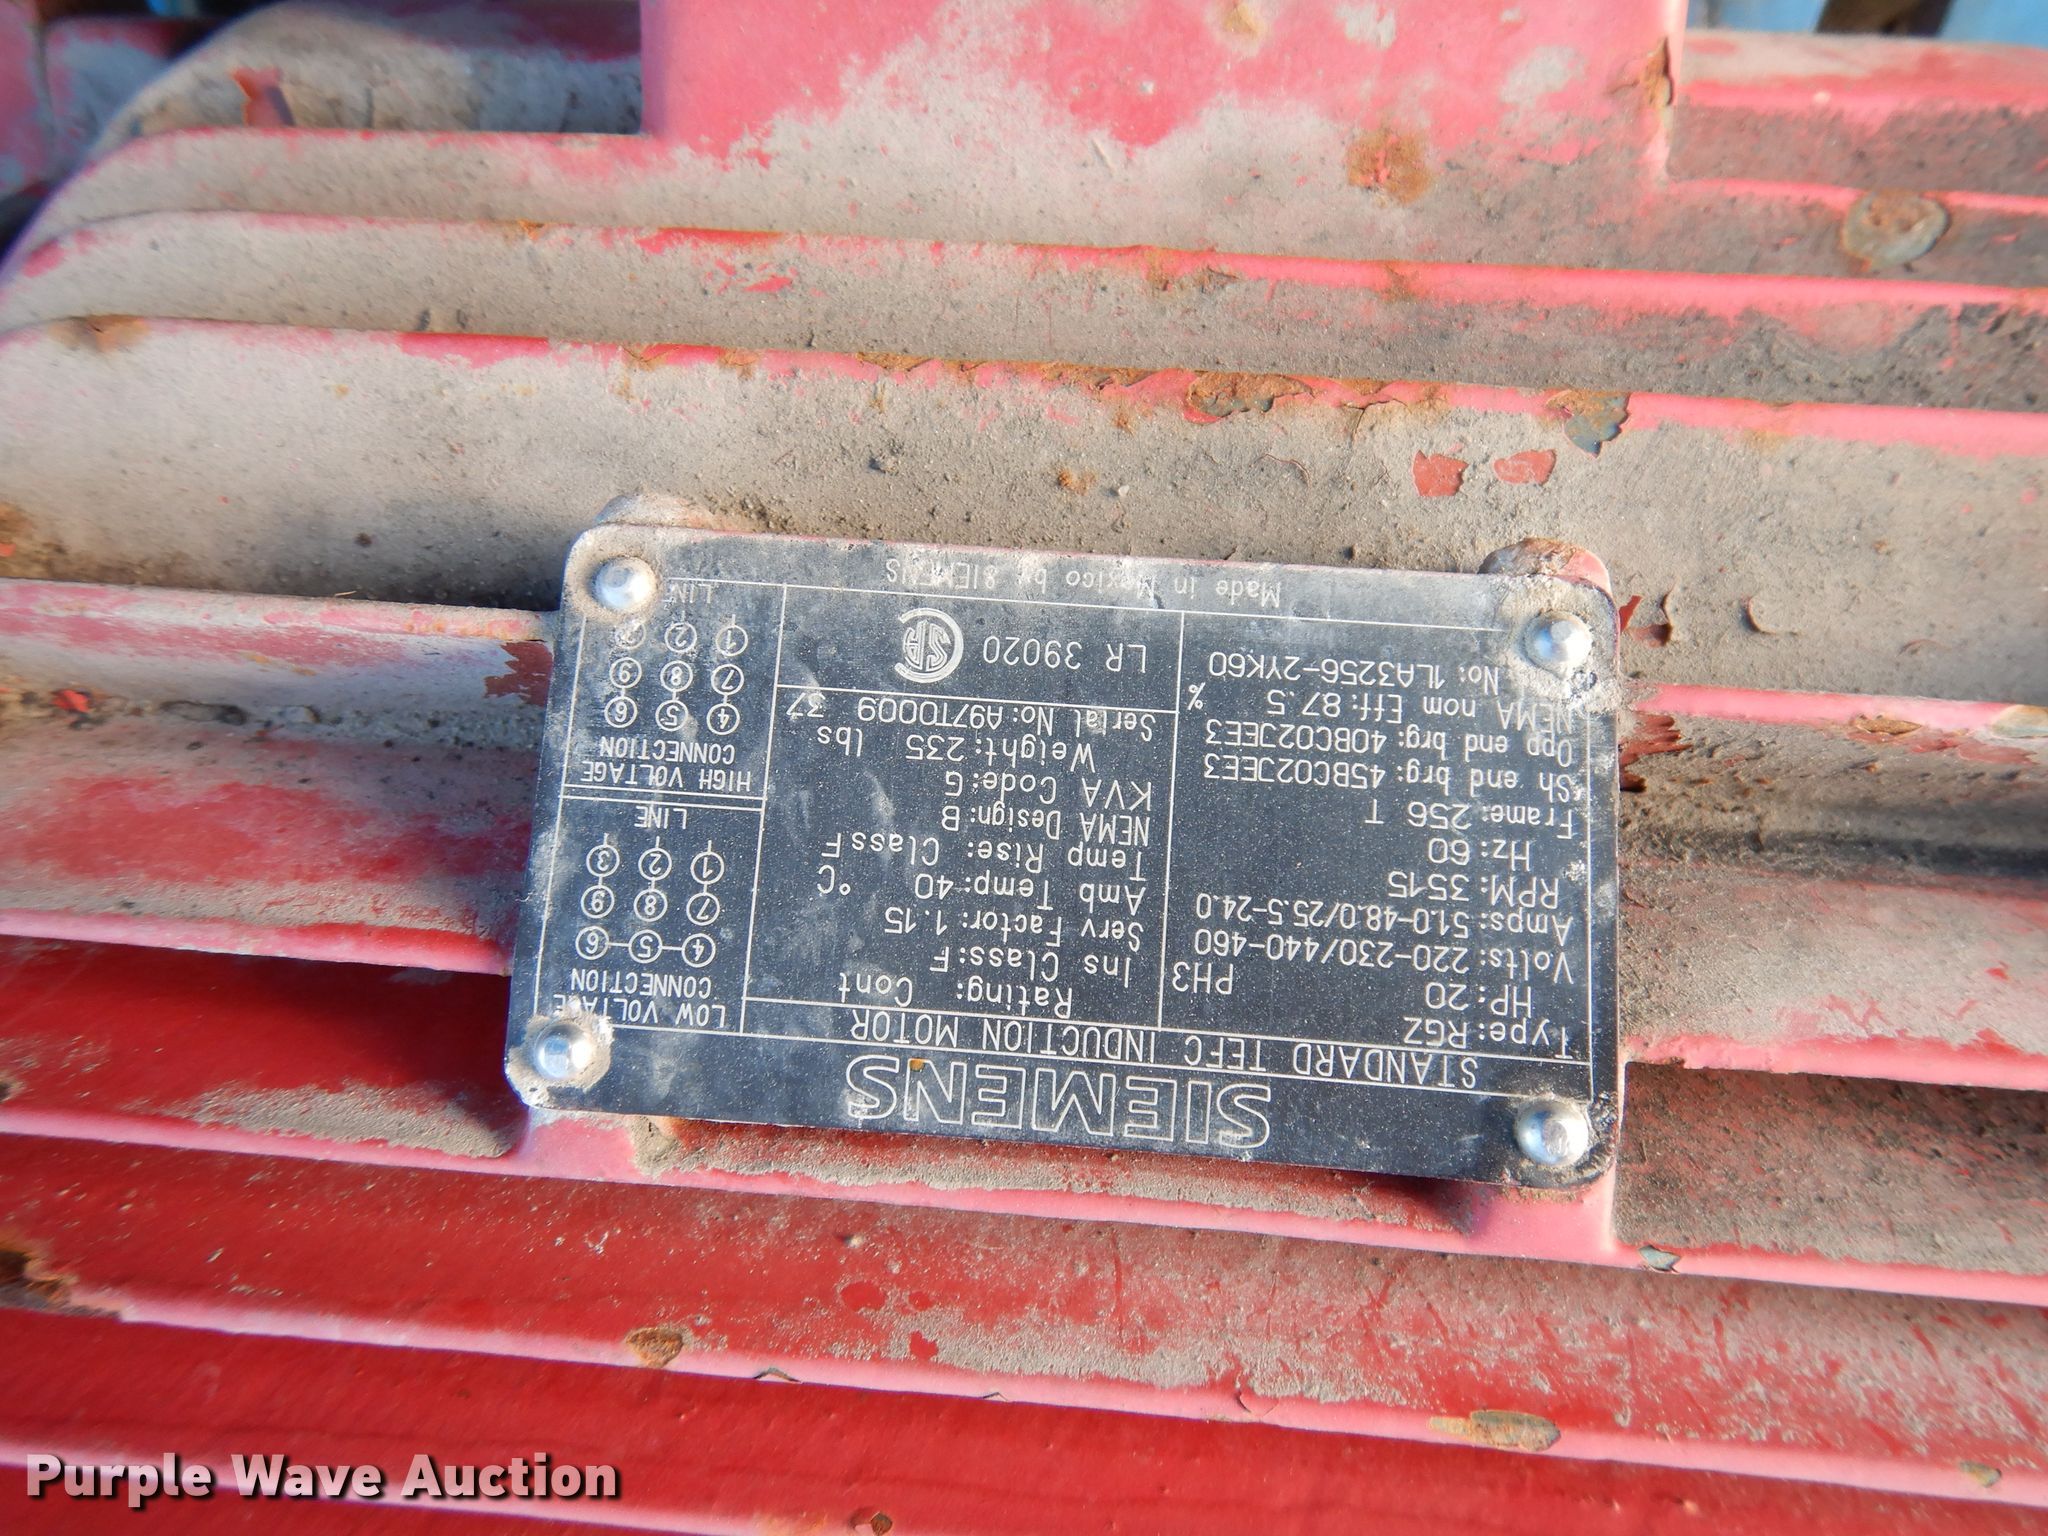 SIEMENS
STANDARD TEFC INDUCTION MOTOR
Type: RGZ
HP: 20 PH3
Volts: 220-230/440-460
Amps: 51.0-48.0/25.5-24.0
RPM: 3515
Hz: 60
Frame: 256 T
Sh end brg: 45BC02JEE3
Opp end brg: 40BC02JEE3
NEMA nom Eff: 87.5 %
No: 1LA3256-2YK60
Rating: Cont
Ins Class: F
Serv Factor: 1.15
Amb Temp: 40 °C
Temp Rise: Class F
NEMA Design: B
KVA Code: G
Weight: 235 lbs
Serial No: A97T0009 37
LR 39020
Made in Mexico by SIEMENS
LOW VOLTAGE
CONNECTION
4 5 6
7 8 9
1 2 3
LINE
HIGH VOLTAGE
CONNECTION
4 5 6
7 8 9
1 2
LINE
Purple Wave Auction